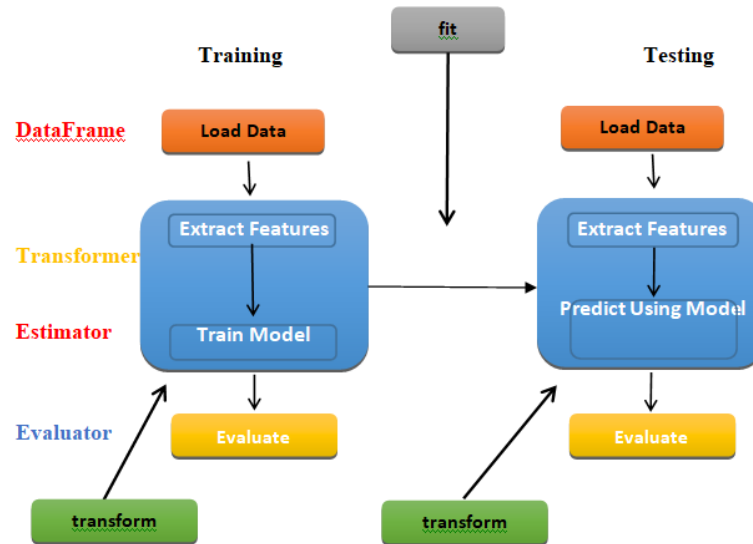 fit
Training
Testing
DataFrame
Load Data
Load Data
Extract Features
Extract Features
Transformer
Predict Using Model
Estimator
Train Model
Evaluator
Evaluate
Evaluate
transform
transform